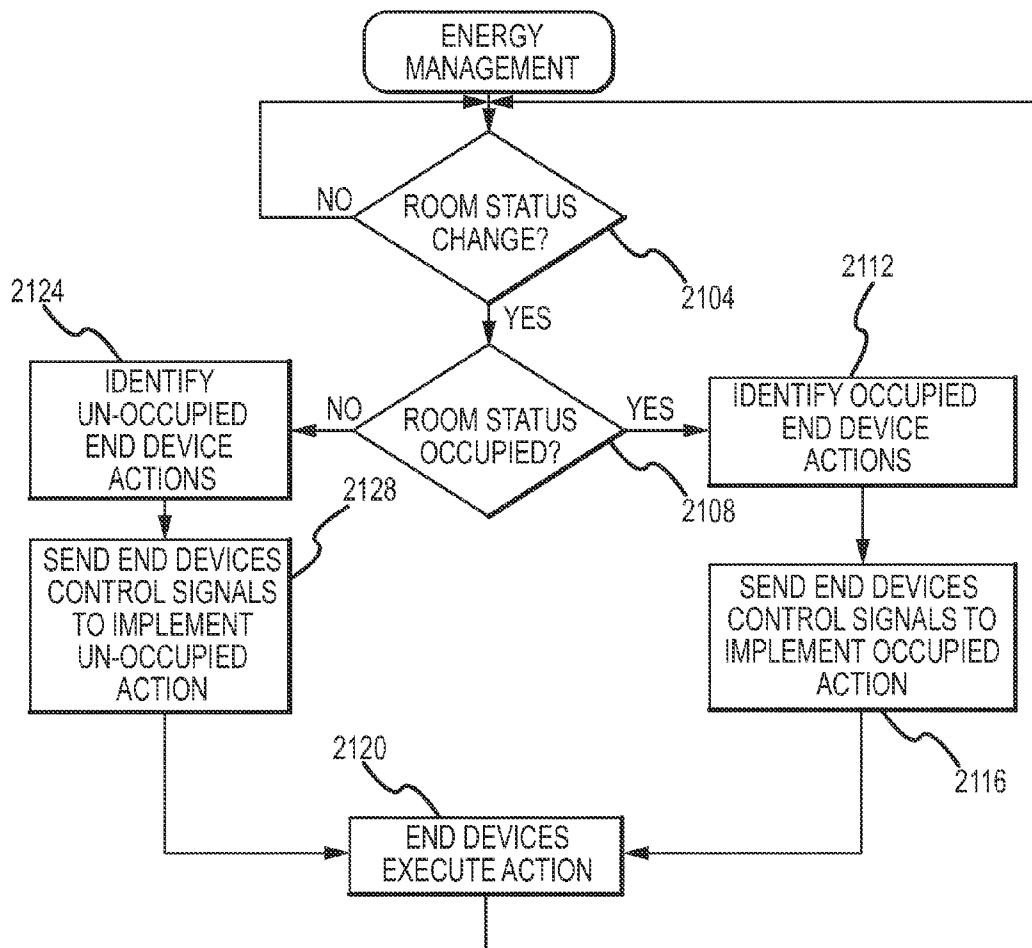 ENERGY
MANAGEMENT
NO
ROOM STATUS
CHANGE?
2104
YES
2124
2112
IDENTIFY
UN-OCCUPIED
END DEVICE
ACTIONS
NO
ROOM STATUS
OCCUPIED?
YES
2108
IDENTIFY OCCUPIED
END DEVICE
ACTIONS
2128
SEND END DEVICES
CONTROL SIGNALS
TO IMPLEMENT
UN-OCCUPIED
ACTION
SEND END DEVICES
CONTROL SIGNALS TO
IMPLEMENT OCCUPIED
ACTION
2116
2120
END DEVICES
EXECUTE ACTION